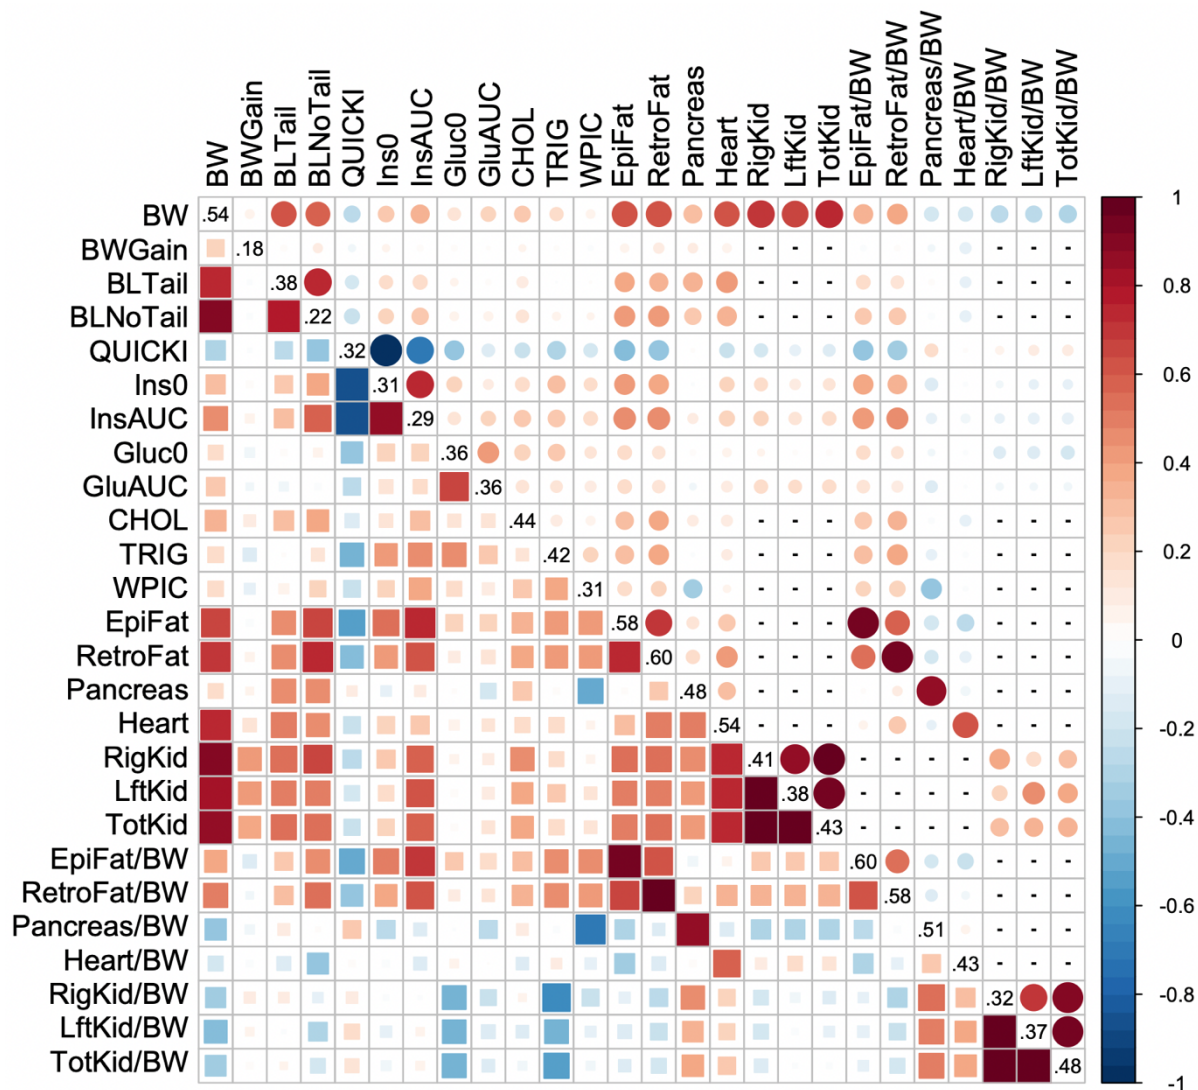 BW
BWGain
BLTail
BLNoTail
QUICKI
Ins0
InsAUC
Gluc0
GluAUC
CHOL
TRIG
WPIC
EpiFat
RetroFat
Pancreas
Heart
RigKid
LftKid
TotKid
EpiFat/BW
RetroFat/BW
Pancreas/BW
Heart/BW
RigKid/BW
LftKid/BW
TotKid/BW
BW .54
BWGain .18 - - - - - -
BLTail .38 - - - - - -
BLNoTail .22 - - - - - -
QUICKI .32
Ins0 .31
InsAUC .29
Gluc0 .36
GluAUC .36
CHOL .44 - - - - - -
TRIG .42 - - - - - -
WPIC .31 - - - - - -
EpiFat .58 - - - - - -
RetroFat .60 - - - - - -
Pancreas .48 - - - - - -
Heart .54 - - - - - -
RigKid .41 - - - -
LftKid .38 - - - -
TotKid .43 - - - -
EpiFat/BW .60 - - -
RetroFat/BW .58 - - -
Pancreas/BW .51 - - -
Heart/BW .43 - - -
RigKid/BW .32
LftKid/BW .37
TotKid/BW .48
1
0.8
0.6
0.4
0.2
0
-0.2
-0.4
-0.6
-0.8
-1